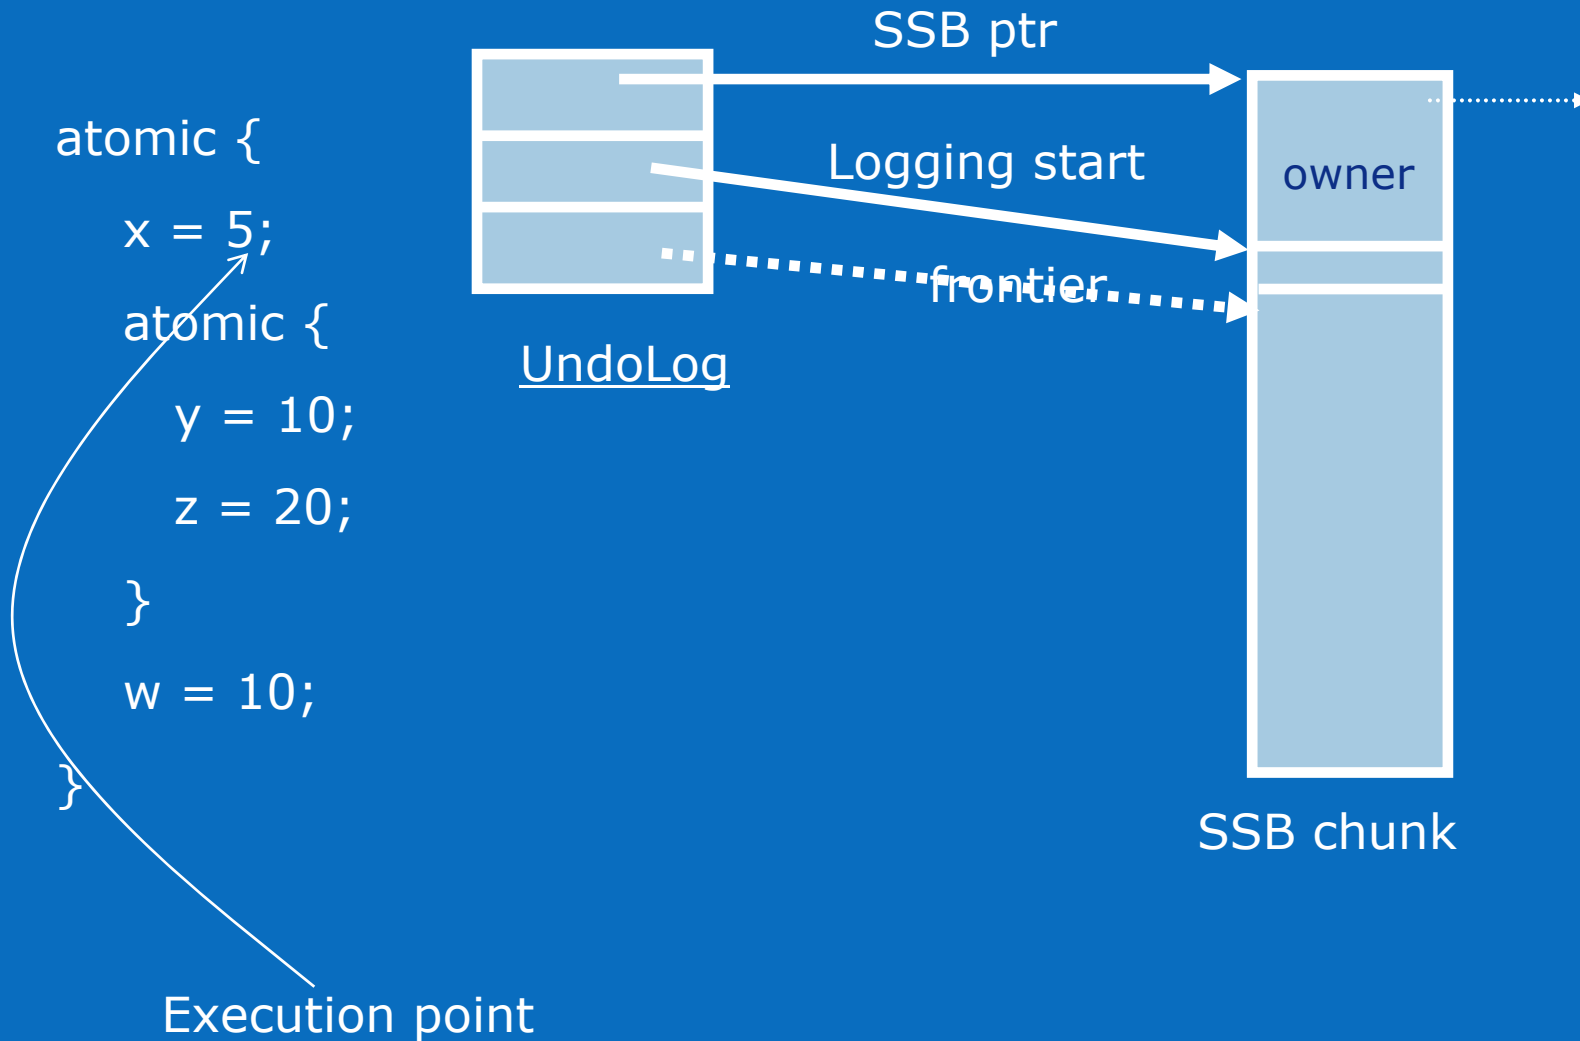 atomic {
x = 5;
atomic {
y = 10;
z = 20;
}
w = 10;
}
Execution point
UndoLog
SSB ptr
Logging start
frontier
owner
SSB chunk